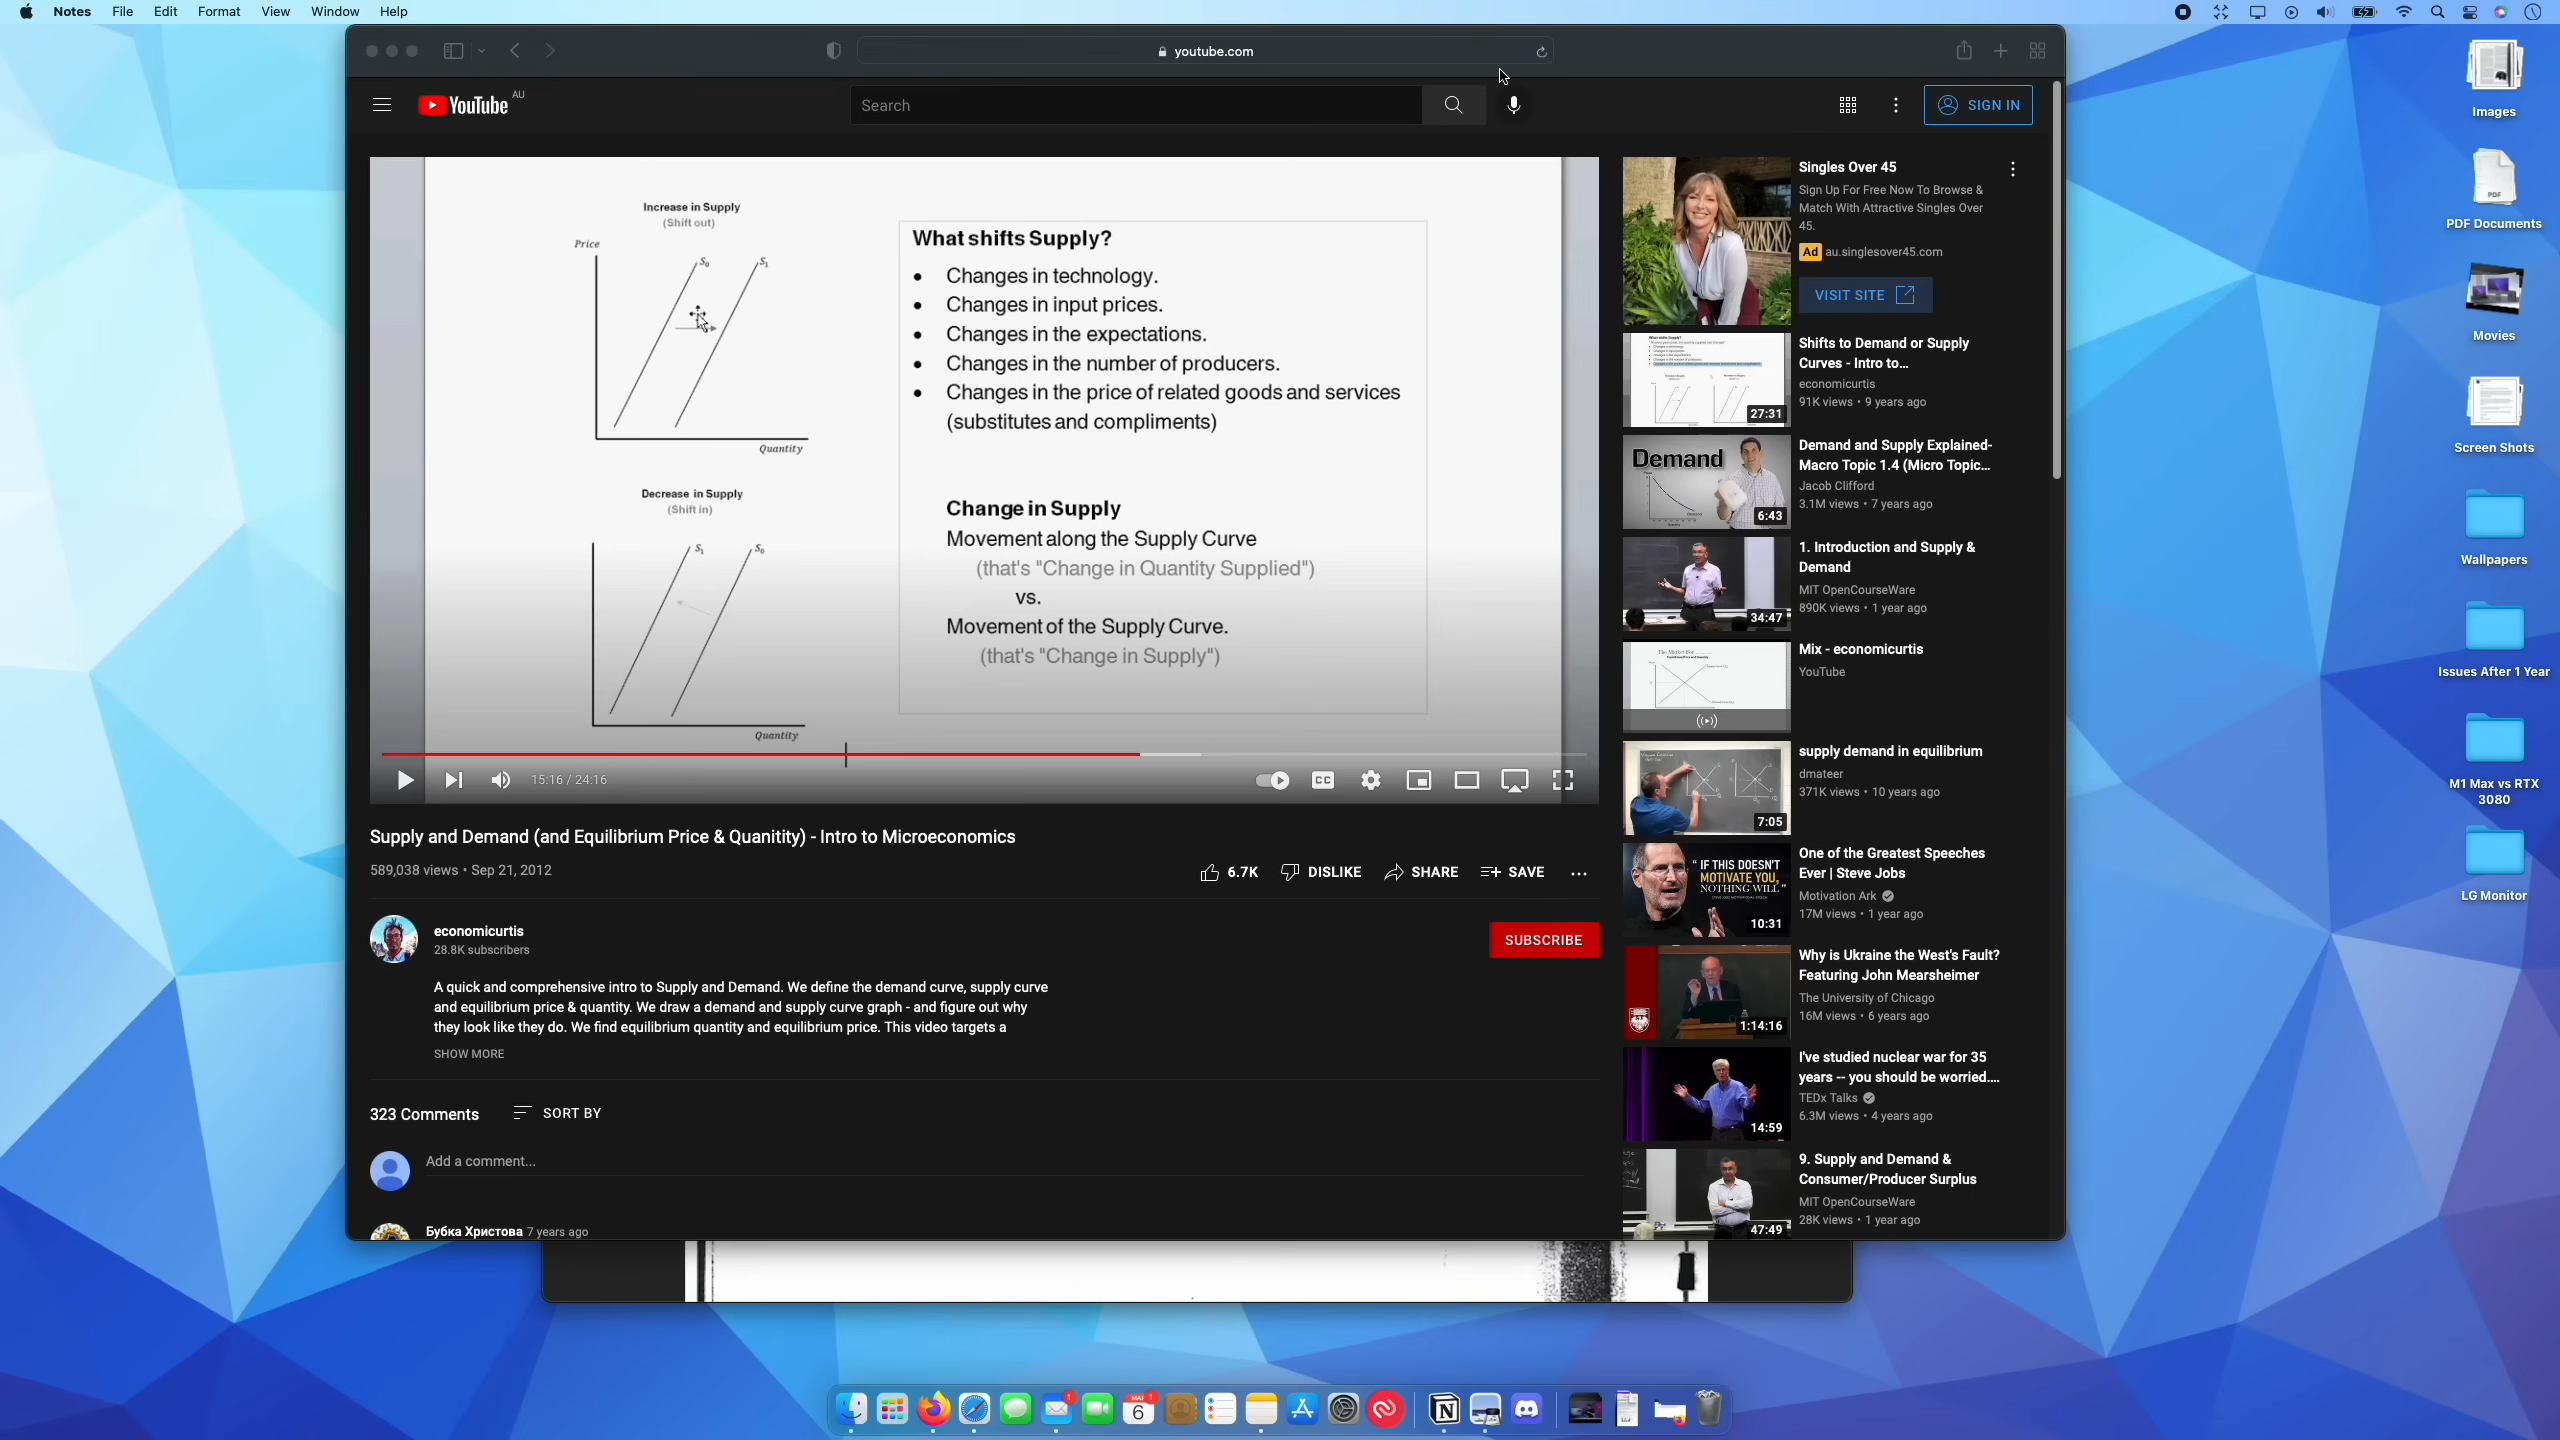 Notes File Edit Format View Window Help
youtube.com
YouTube AU
Search
SIGN IN
Increase in Supply
(Shift out)
Price
S₀
S₁
Quantity
Decrease in Supply
(Shift in)
S₁
S₀
Quantity
What shifts Supply?
• Changes in technology.
• Changes in input prices.
• Changes in the expectations.
• Changes in the number of producers.
• Changes in the price of related goods and services
(substitutes and compliments)
Change in Supply
Movement along the Supply Curve
(that's "Change in Quantity Supplied")
vs.
Movement of the Supply Curve.
(that's "Change in Supply")
15:16 / 24:16
CC
Supply and Demand (and Equilibrium Price & Quanitity) - Intro to Microeconomics
589,038 views • Sep 21, 2012
6.7K DISLIKE SHARE SAVE
economicurtis
28.8K subscribers
SUBSCRIBE
A quick and comprehensive intro to Supply and Demand. We define the demand curve, supply curve
and equilibrium price & quantity. We draw a demand and supply curve graph - and figure out why
they look like they do. We find equilibrium quantity and equilibrium price. This video targets a
SHOW MORE
323 Comments SORT BY
Add a comment...
Бубка Христова 7 years ago
Singles Over 45
Sign Up For Free Now To Browse &
Match With Attractive Singles Over
45.
Ad au.singlesover45.com
VISIT SITE
27:31
Shifts to Demand or Supply
Curves - Intro to...
economicurtis
91K views • 9 years ago
Demand
6:43
Demand and Supply Explained-
Macro Topic 1.4 (Micro Topic...
Jacob Clifford
3.1M views • 7 years ago
34:47
1. Introduction and Supply &
Demand
MIT OpenCourseWare
890K views • 1 year ago
Mix - economicurtis
YouTube
7:05
supply demand in equilibrium
dmateer
371K views • 10 years ago
" IF THIS DOESN'T
MOTIVATE YOU,
NOTHING WILL "
10:31
One of the Greatest Speeches
Ever | Steve Jobs
Motivation Ark
17M views • 1 year ago
1:14:16
Why is Ukraine the West's Fault?
Featuring John Mearsheimer
The University of Chicago
16M views • 6 years ago
14:59
I've studied nuclear war for 35
years -- you should be worried....
TEDx Talks
6.3M views • 4 years ago
47:49
9. Supply and Demand &
Consumer/Producer Surplus
MIT OpenCourseWare
28K views • 1 year ago
Images
PDF
PDF Documents
Movies
Screen Shots
Wallpapers
Issues After 1 Year
M1 Max vs RTX
3080
LG Monitor
1
1
6